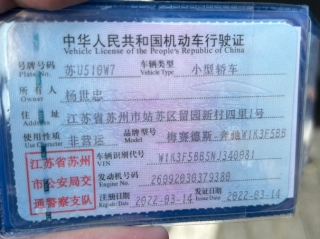 中华人民共和国机动车行驶证
Vehicle License of the People's Republic of China
号牌号码 苏U516W7 车辆类型 小型轿车
Plate No. Vehicle Type
所有人 杨世忠
Owner
住址 江苏省苏州市姑苏区留园新村四里1号
Address
使用性质 非营运 品牌型号 梅赛德斯-奔驰W1K3F5BB
Use Character
江苏省苏州
市公安局交
通警察支队
车辆识别代号 W1K3F5BB5NJ340081
VIN
发动机号码 26092030379380
Engine No.
注册日期 2022-03-14 发证日期 2022-03-14
Register Date Issue Date